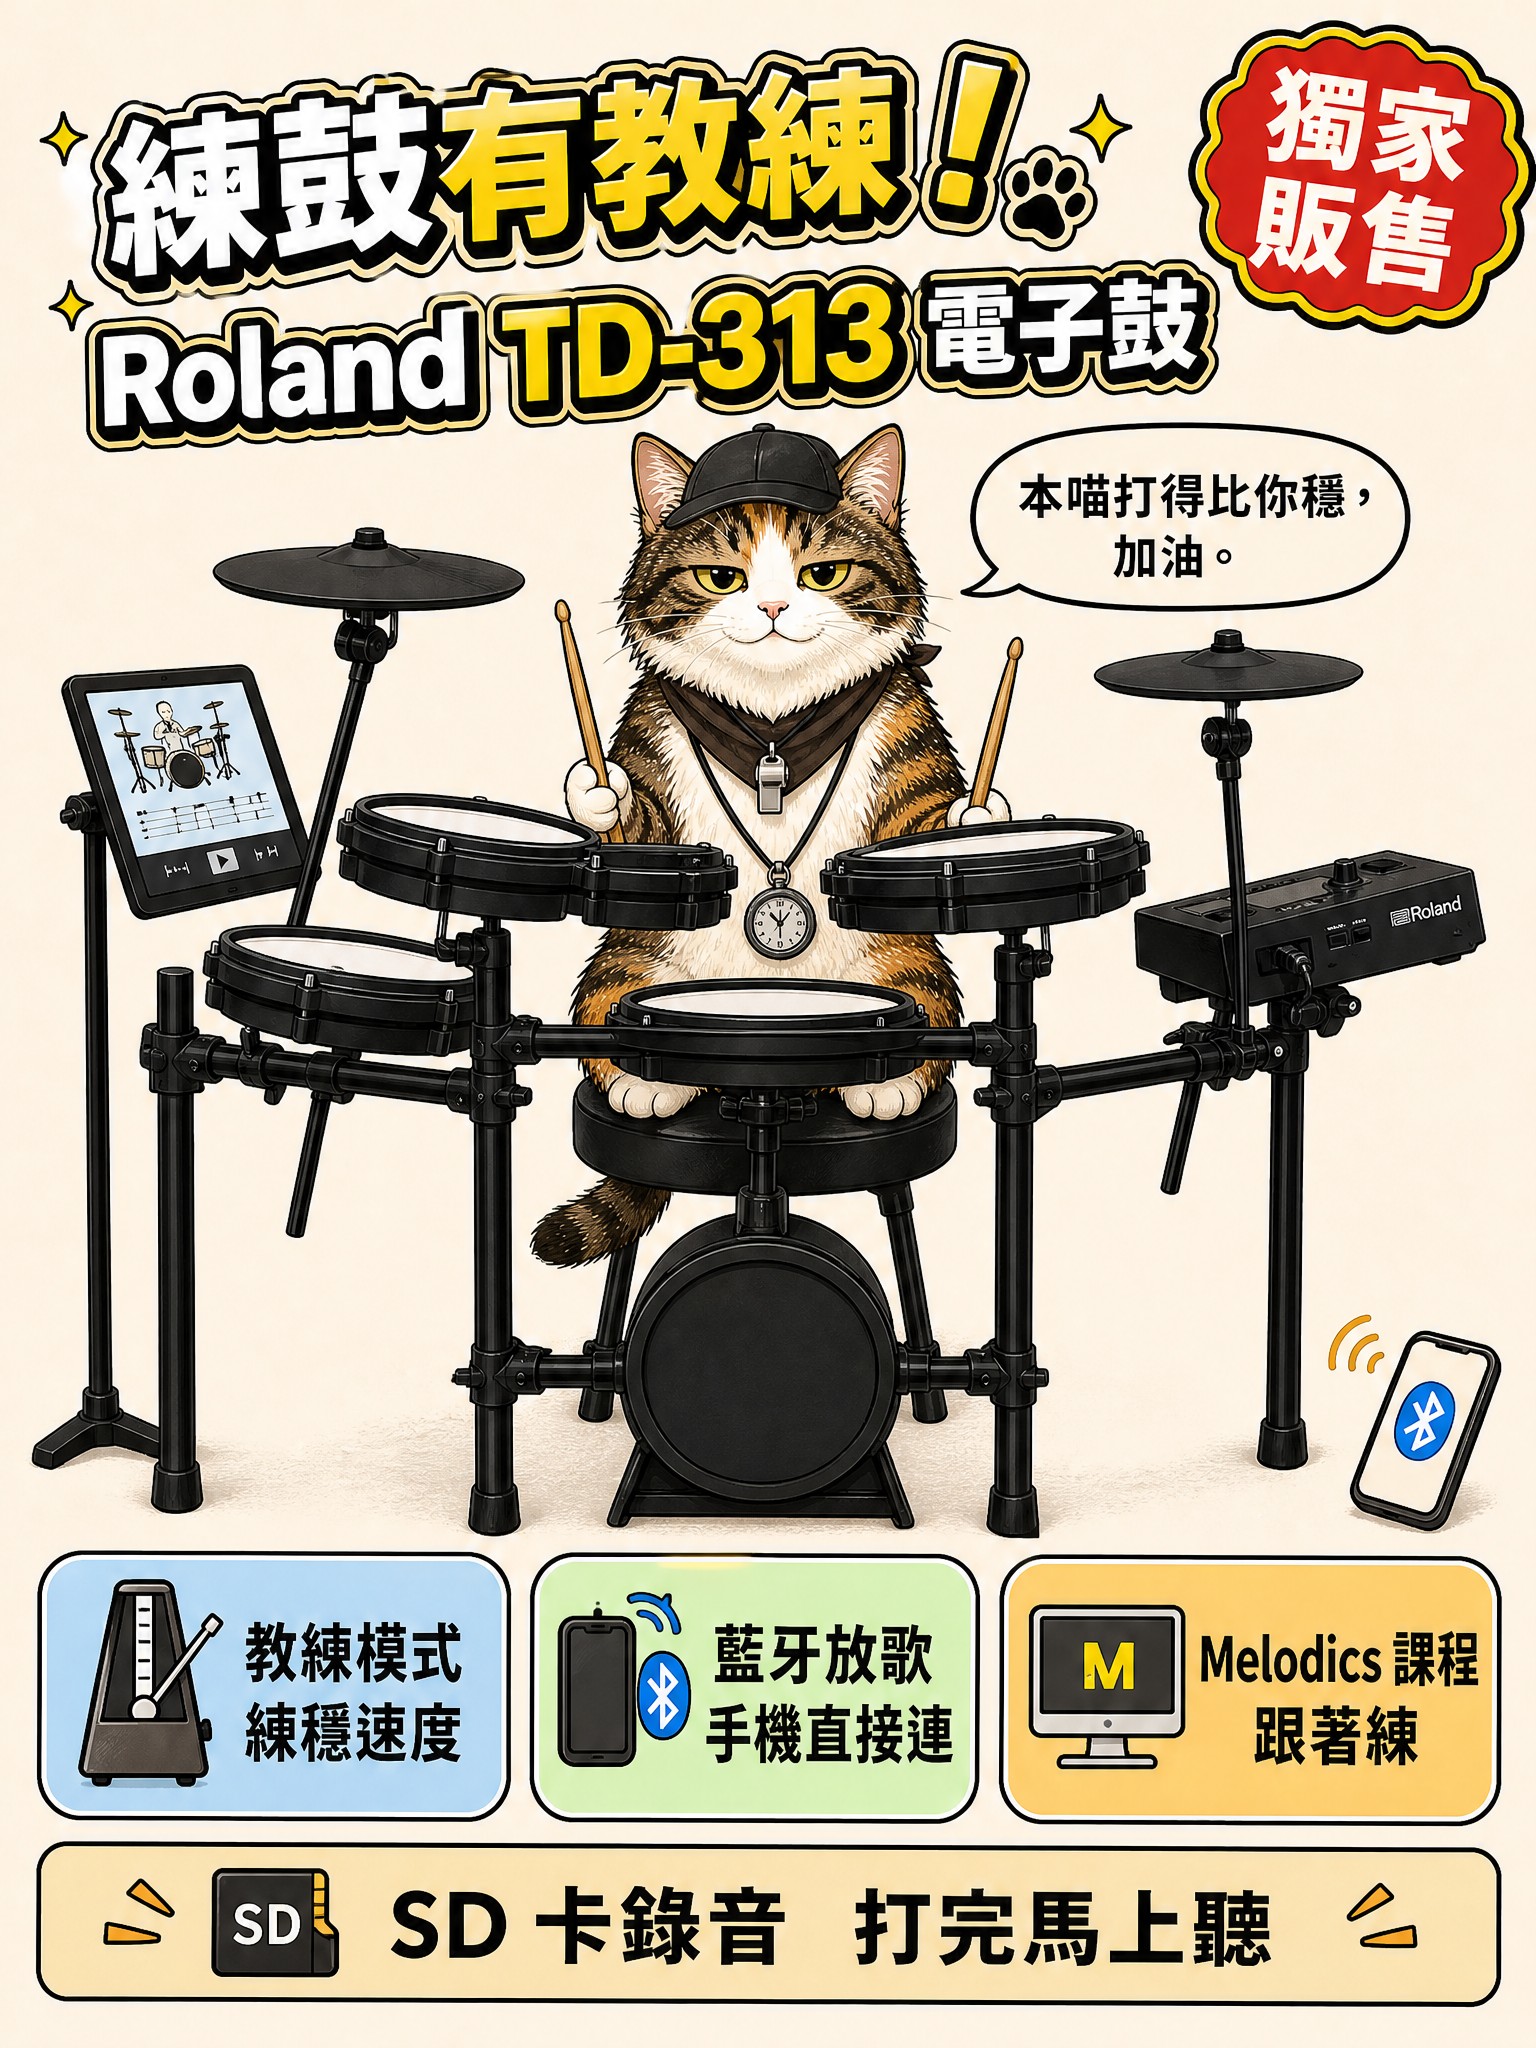 練鼓有教練！
獨家
販售
Roland TD-313 電子鼓
本喵打得比你穩，
加油。
Roland
教練模式
練穩速度
藍牙放歌
手機直接連
M
Melodics 課程
跟著練
SD
SD 卡錄音 打完馬上聽